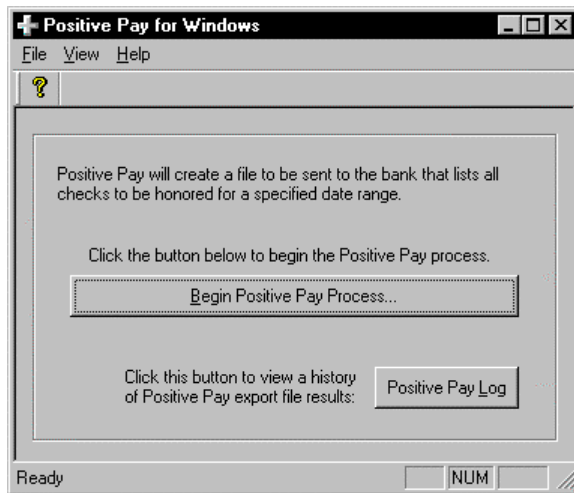 Positive Pay for Windows
File View Help
?
Positive Pay will create a file to be sent to the bank that lists all
checks to be honored for a specified date range.
Click the button below to begin the Positive Pay process.
Begin Positive Pay Process...
Click this button to view a history
of Positive Pay export file results:
Positive Pay Log
Ready NUM